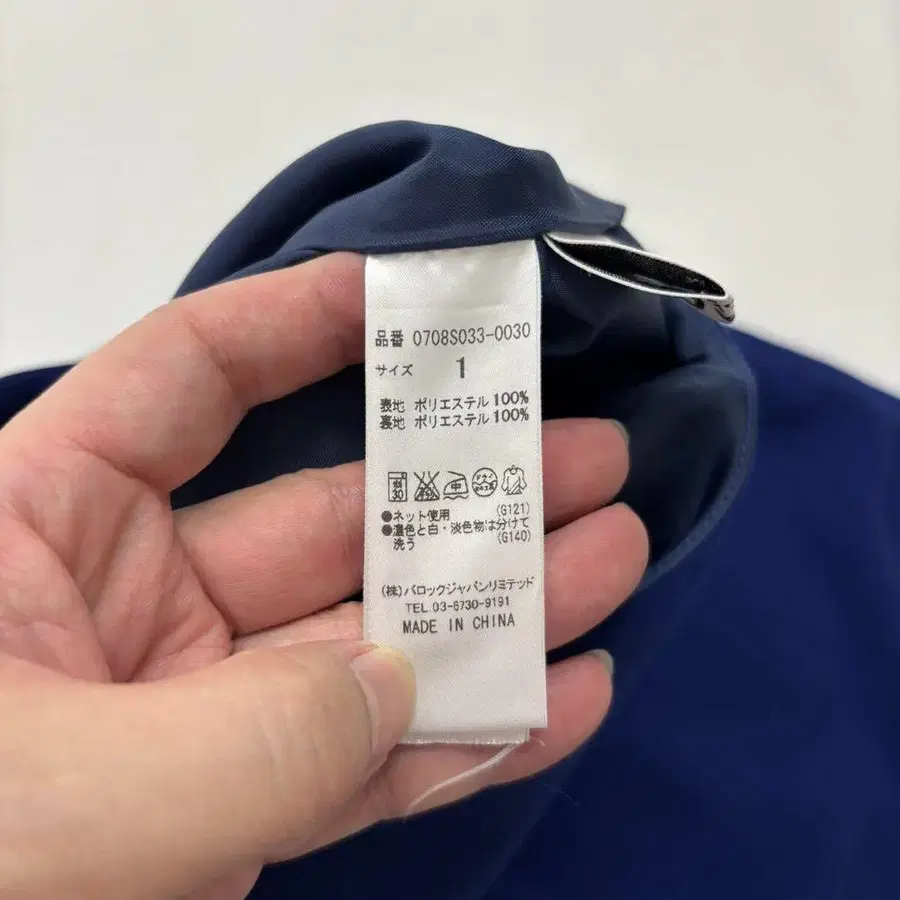 品番 0708S033-0030
サイズ 1
表地 ポリエステル 100%
裏地 ポリエステル 100%
30
●ネット使用 (G121)
●濃色と白・淡色物は分けて
洗う (G140)
(株)バロックジャパンリミテッド
TEL.03-6730-9191
MADE IN CHINA